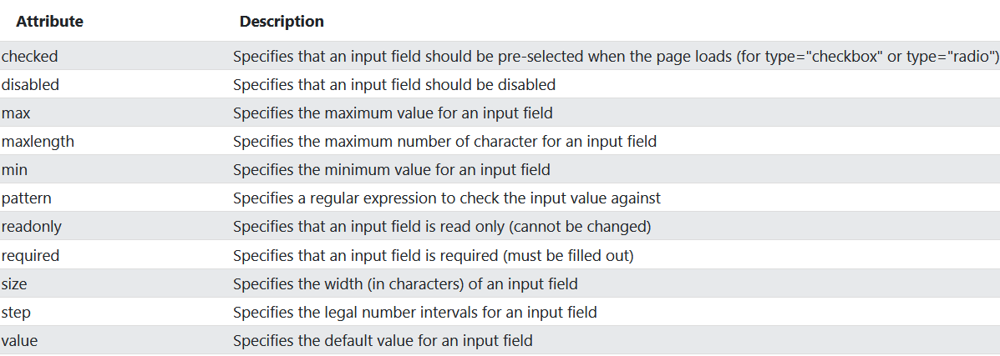 Attribute Description
checked Specifies that an input field should be pre-selected when the page loads (for type="checkbox" or type="radio")
disabled Specifies that an input field should be disabled
max Specifies the maximum value for an input field
maxlength Specifies the maximum number of character for an input field
min Specifies the minimum value for an input field
pattern Specifies a regular expression to check the input value against
readonly Specifies that an input field is read only (cannot be changed)
required Specifies that an input field is required (must be filled out)
size Specifies the width (in characters) of an input field
step Specifies the legal number intervals for an input field
value Specifies the default value for an input field